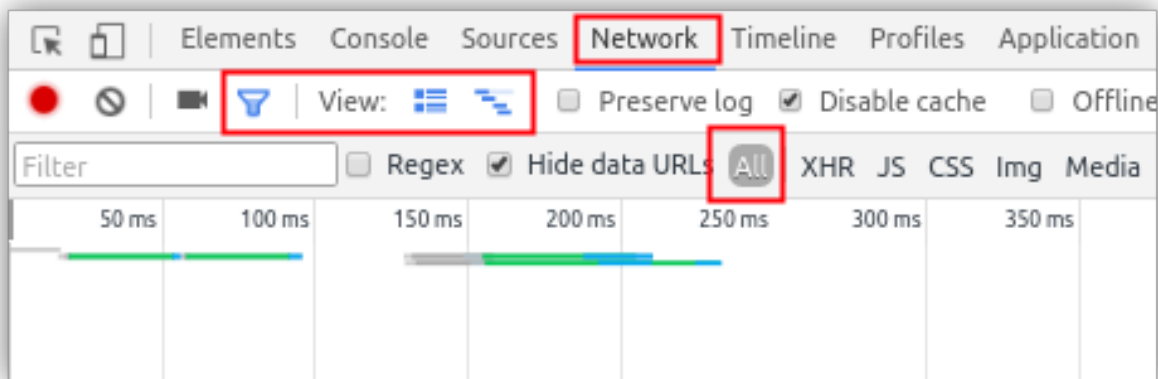 Elements Console Sources Network Timeline Profiles Application
View: Preserve log Disable cache Offline
Filter Regex Hide data URLs All XHR JS CSS Img Media
50 ms 100 ms 150 ms 200 ms 250 ms 300 ms 350 ms